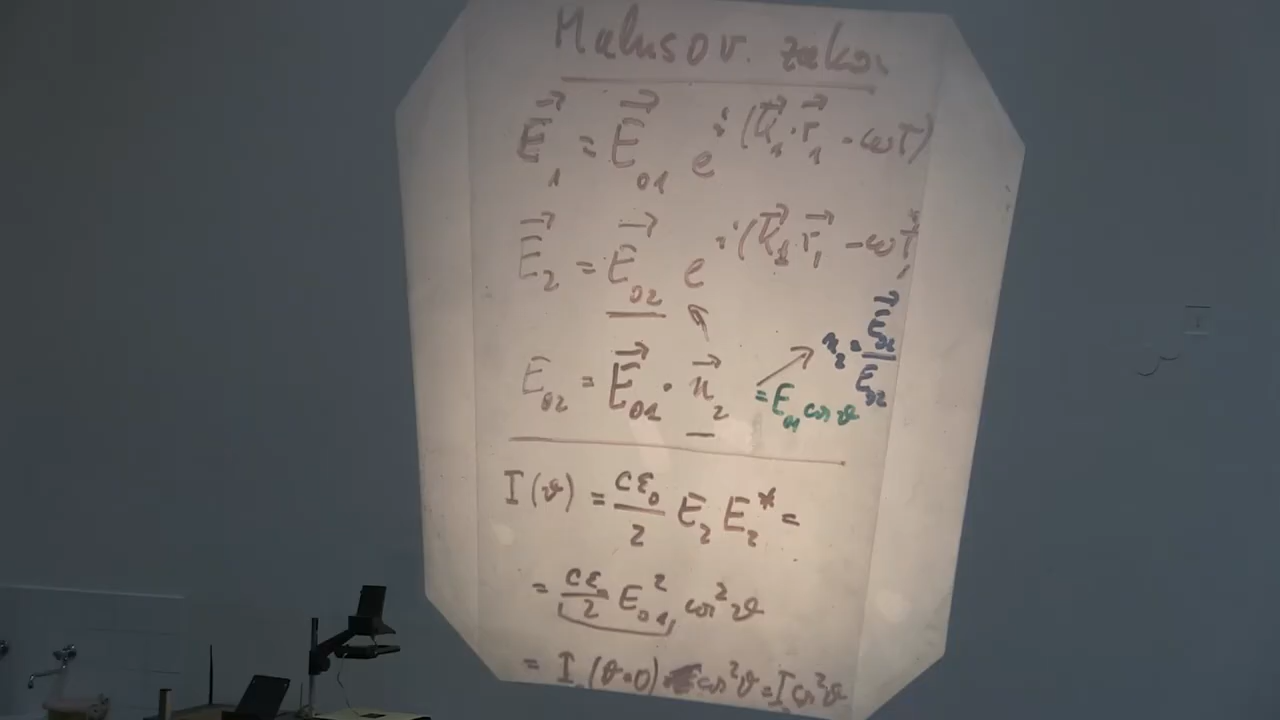 Malusov. zakon
E⃗₁ = E⃗₀₁ e^i(k⃗₁·r⃗₁ - ωt)
E⃗₂ = E⃗₀₂ e^i(k⃗₁·r⃗₁ - ωt)
E₀₂ = E⃗₀₁ · n⃗₂ = E₀₁ cos ϑ
n₂ = E⃗₀₂/E₀₂
I(ϑ) = cε₀/2 E₂ E₂* =
= cε₀/2 E₀₁² cos² ϑ
= I (ϑ=0) cos² ϑ = I cos² ϑ